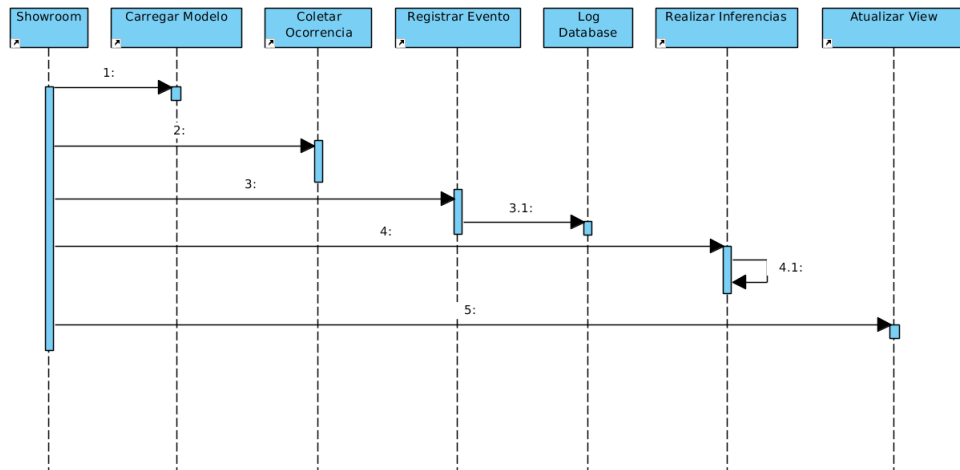 Showroom
Carregar Modelo
Coletar
Ocorrencia
Registrar Evento
Log
Database
Realizar Inferencias
Atualizar View
1:
2:
3:
3.1:
4:
4.1:
5: